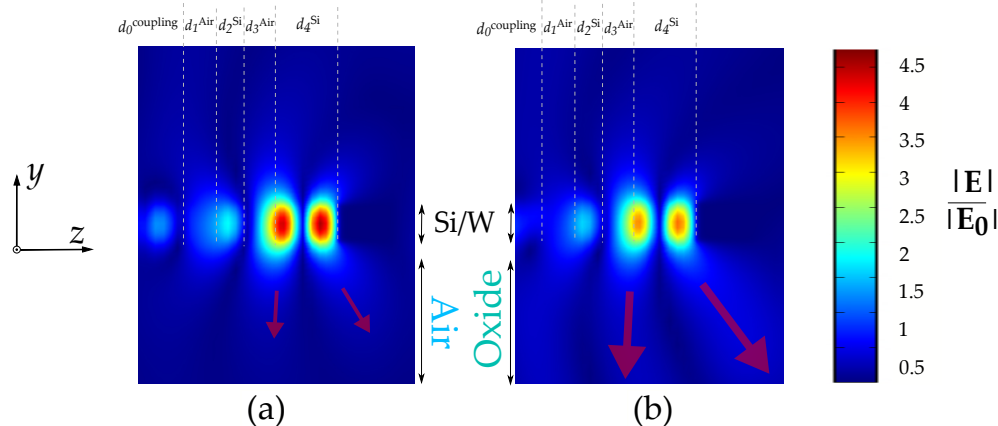 d₀ᶜᵒᵘᵖˡⁱⁿᵍ d₁ᴬⁱʳ d₂ˢⁱ d₃ᴬⁱʳ d₄ˢⁱ
d₀ᶜᵒᵘᵖˡⁱⁿᵍ d₁ᴬⁱʳ d₂ˢⁱ d₃ᴬⁱʳ d₄ˢⁱ
y
z
Si/W
Air
Oxide
(a)
(b)
4.5
4
3.5
3
2.5
2
1.5
1
0.5
|E|
|E₀|